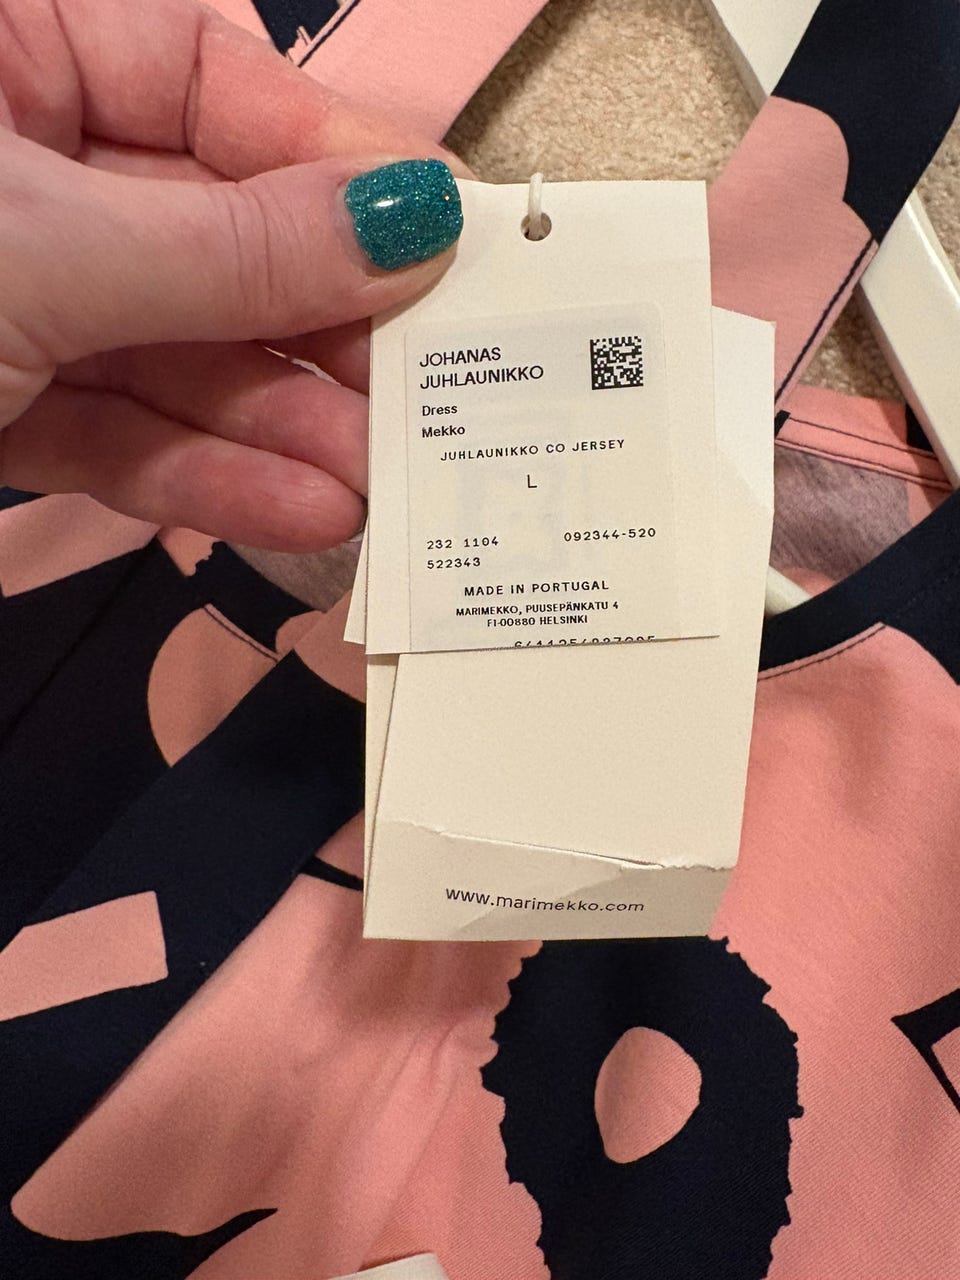 JOHANAS
JUHLAUNIKKO
Dress
Mekko
JUHLAUNIKKO CO JERSEY
L
232 1104 092344-520
522343
MADE IN PORTUGAL
MARIMEKKO, PUUSEPÄNKATU 4
FI-00880 HELSINKI
www.marimekko.com